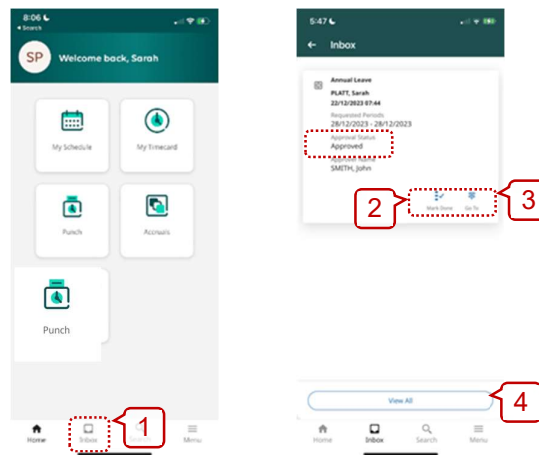 8:06
Search
SP
Welcome back, Sarah
My Schedule
My Timecard
Punch
Accruals
Punch
1
Home
Inbox
Menu
5:47
Inbox
Annual Leave
PLATT, Sarah
22/12/2023 07:44
Requested Periods
28/12/2023 - 28/12/2023
Approval Status
Approved
SMITH, John
2
Mark Done
Go To
3
View All
4
Home
Inbox
Search
Menu